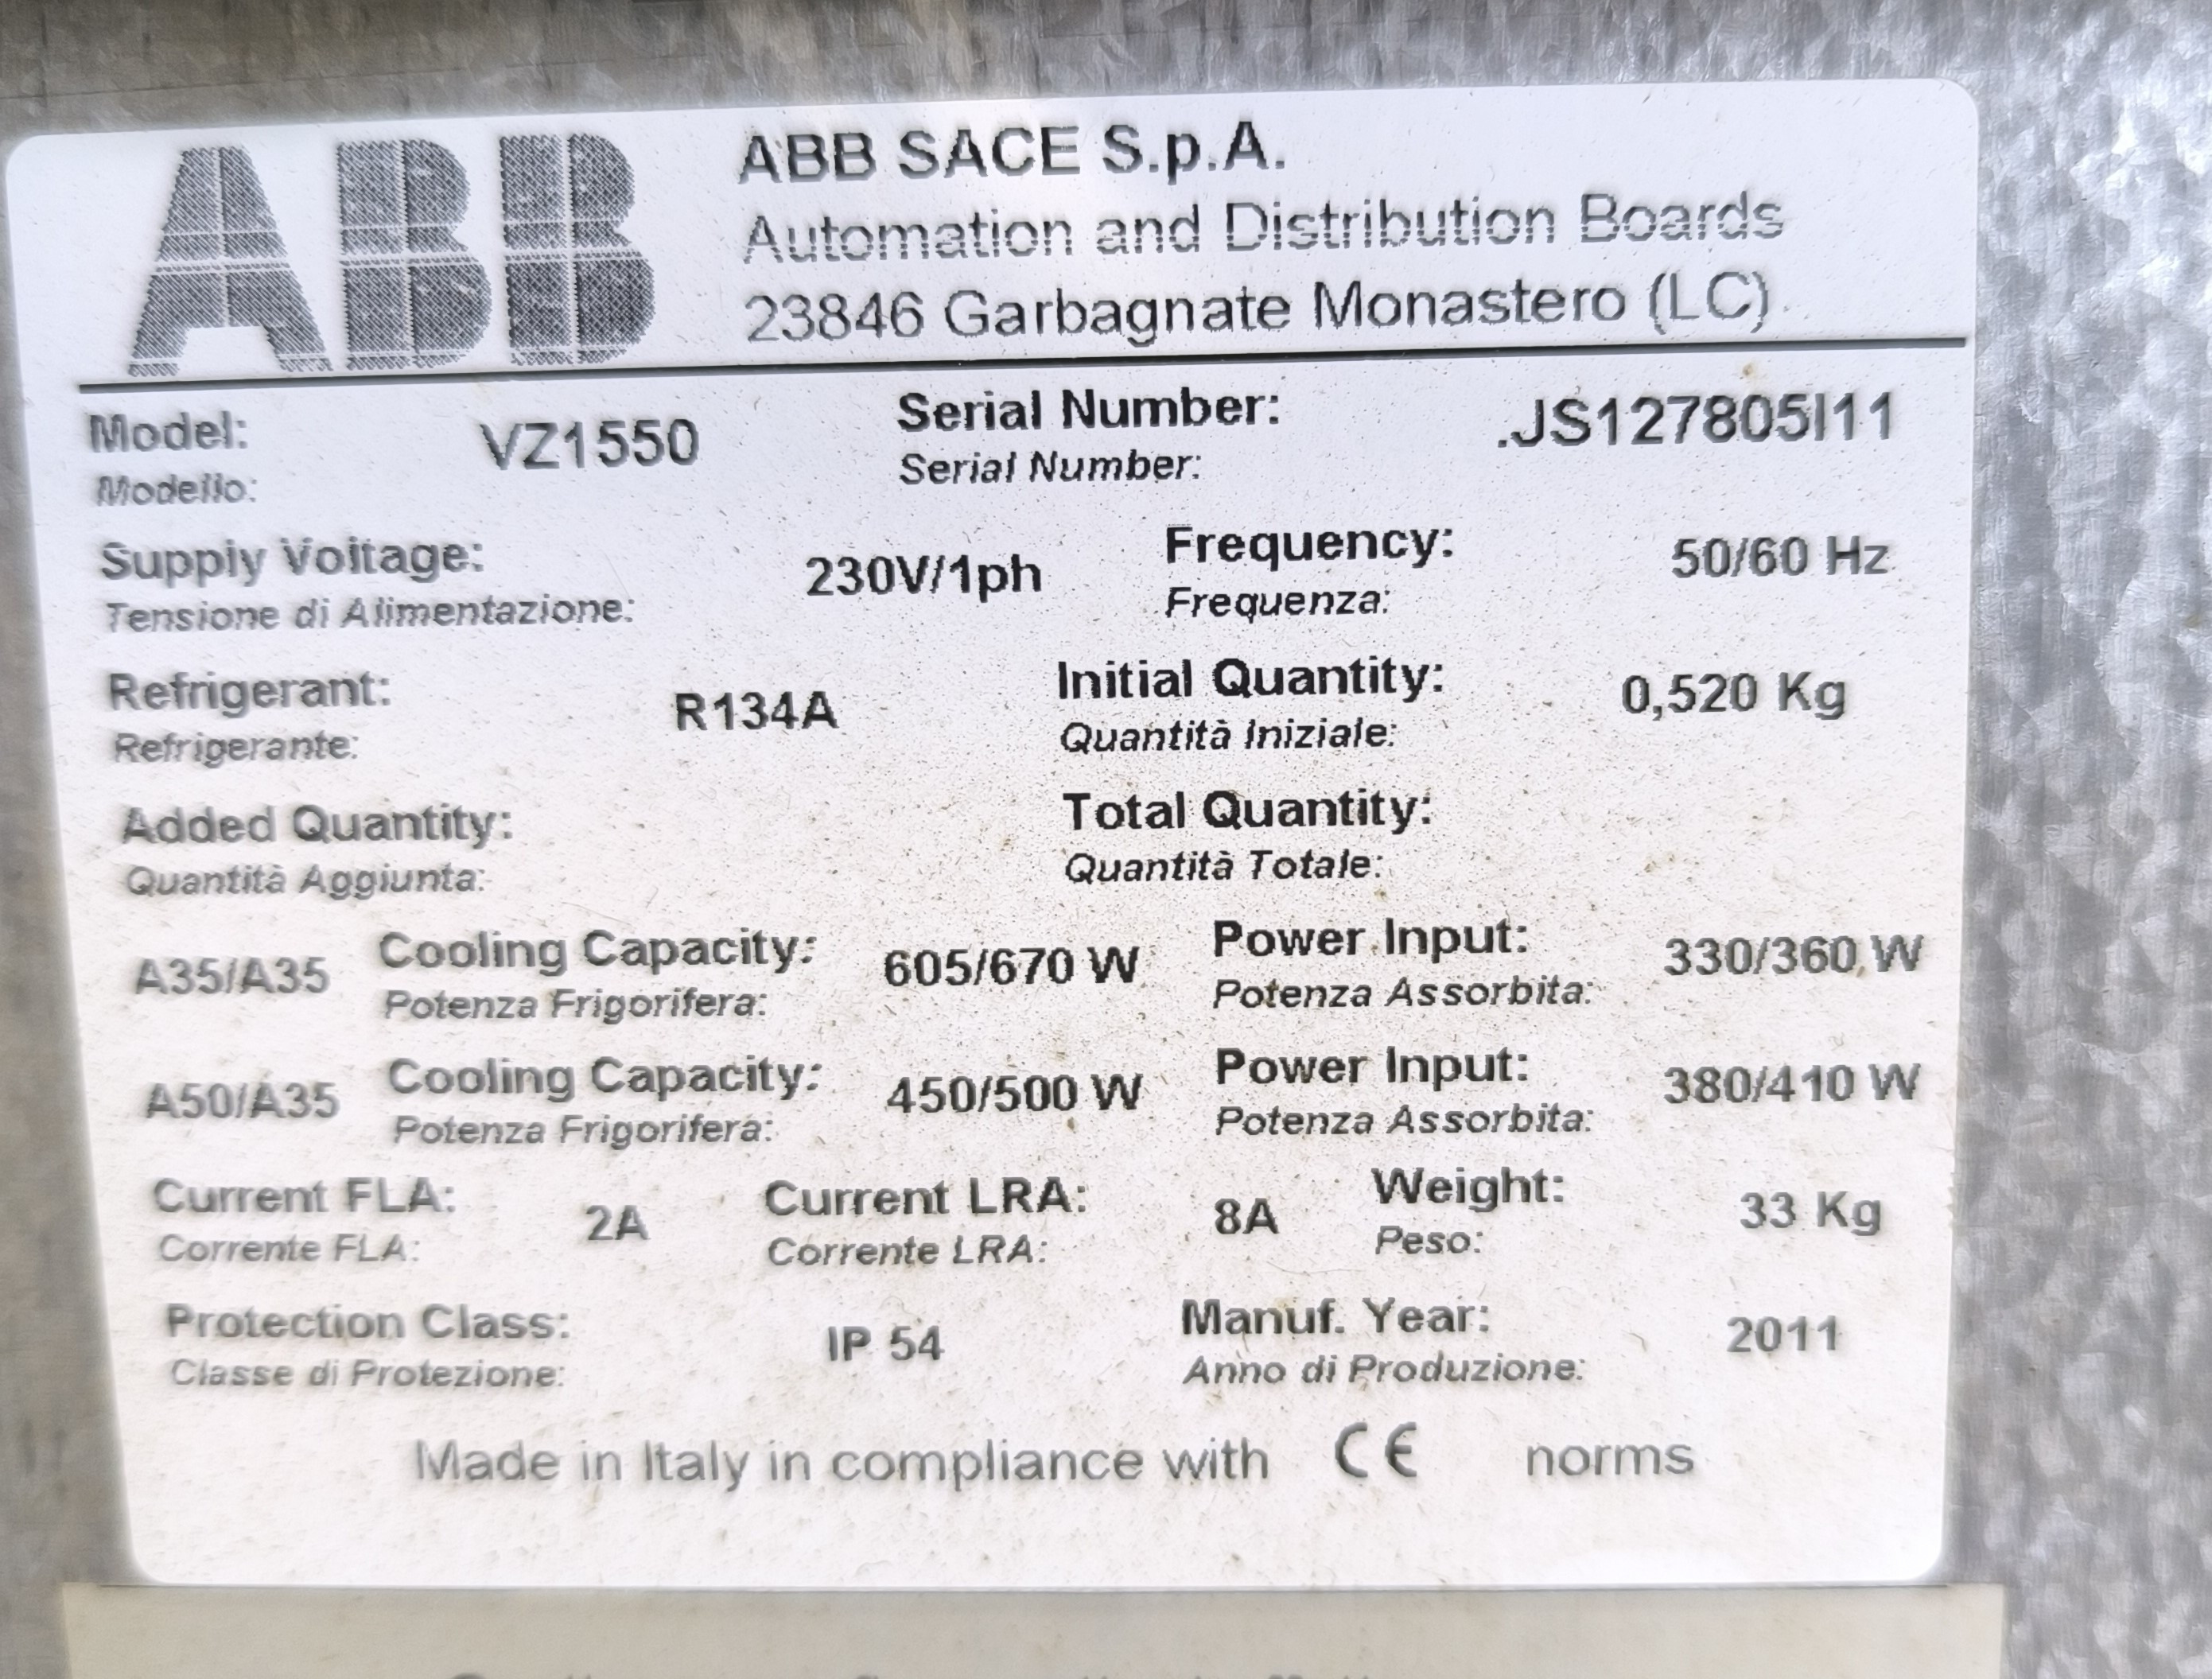 ABB
ABB SACE S.p.A.
Automation and Distribution Boards
23846 Garbagnate Monastero (LC)
Model: VZ1550 Serial Number: .JS127805I11
Modello: Serial Number:
Supply Voltage: 230V/1ph Frequency: 50/60 Hz
Tensione di Alimentazione: Frequenza:
Refrigerant: R134A Initial Quantity: 0,520 Kg
Refrigerante: Quantità Iniziale:
Added Quantity: Total Quantity:
Quantità Aggiunta: Quantità Totale:
A35/A35 Cooling Capacity: 605/670 W Power Input: 330/360 W
Potenza Frigorifera: Potenza Assorbita:
A50/A35 Cooling Capacity: 450/500 W Power Input: 380/410 W
Potenza Frigorifera: Potenza Assorbita:
Current FLA: 2A Current LRA: 8A Weight: 33 Kg
Corrente FLA: Corrente LRA: Peso:
Protection Class: IP 54 Manuf. Year: 2011
Classe di Protezione: Anno di Produzione:
Made in Italy in compliance with CE norms